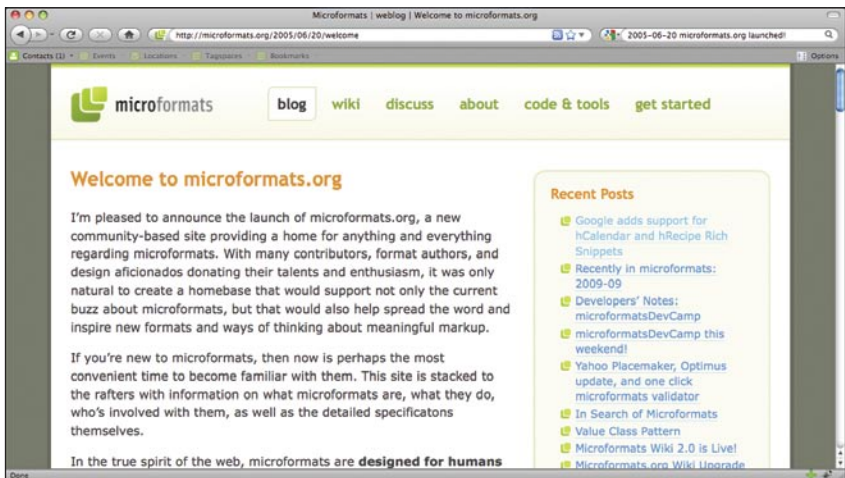 Microformats | weblog | Welcome to microformats.org
http://microformats.org/2005/06/20/welcome
2005-06-20 microformats.org launched!
Contacts (1) Events Locations Tagspaces Bookmarks Options
microformats
blog wiki discuss about code & tools get started
Welcome to microformats.org
I'm pleased to announce the launch of microformats.org, a new
community-based site providing a home for anything and everything
regarding microformats. With many contributors, format authors, and
design aficionados donating their talents and enthusiasm, it was only
natural to create a homebase that would support not only the current
buzz about microformats, but that would also help spread the word and
inspire new formats and ways of thinking about meaningful markup.
If you're new to microformats, then now is perhaps the most
convenient time to become familiar with them. This site is stacked to
the rafters with information on what microformats are, what they do,
who's involved with them, as well as the detailed specificatons
themselves.
In the true spirit of the web, microformats are designed for humans
Recent Posts
Google adds support for
hCalendar and hRecipe Rich
Snippets
Recently in microformats:
2009-09
Developers' Notes:
microformatsDevCamp
microformatsDevCamp this
weekend!
Yahoo Placemaker, Optimus
update, and one click
microformats validator
In Search of Microformats
Value Class Pattern
Microformats Wiki 2.0 is Live!
Microformats.org Wiki Upgrade
Done